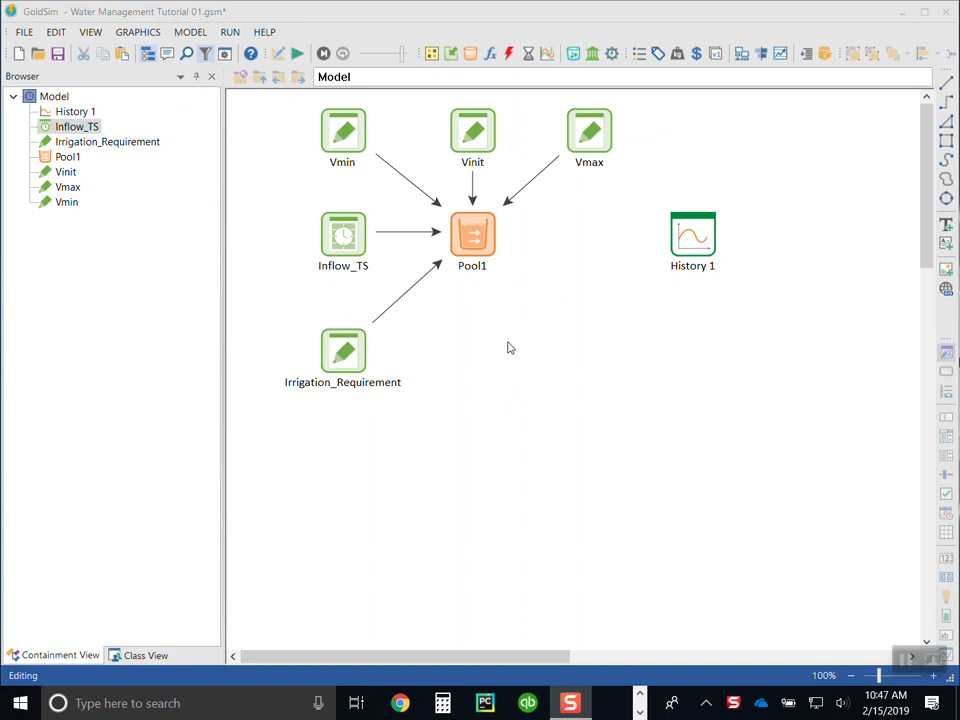 GoldSim - Water Management Tutorial 01.gsm*
FILE EDIT VIEW GRAPHICS MODEL RUN HELP
Browser
Model
Model
History 1
Inflow_TS
Irrigation_Requirement
Pool1
Vinit
Vmax
Vmin
Vmin
Vinit
Vmax
Inflow_TS
Pool1
History 1
Irrigation_Requirement
Containment View
Class View
Editing
100%
Type here to search
10:47 AM
2/15/2019